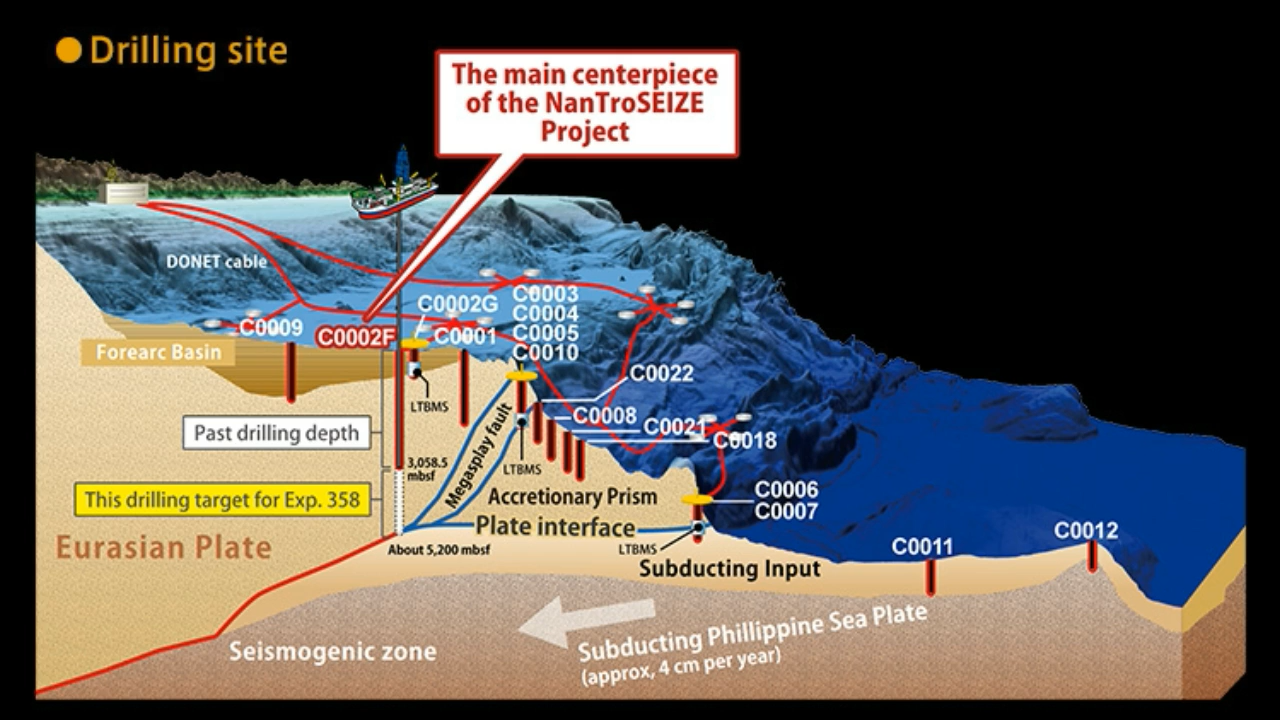 Drilling site
The main centerpiece
of the NanTroSEIZE
Project
DONET cable
C0002G
C0003
C0004
C0005
C0010
C0009
C0002F
C0001
Forearc Basin
C0022
LTBMS
C0008
C0021
C0018
Past drilling depth
Megasplay fault
3,058.5
mbsf
LTBMS
This drilling target for Exp. 358
Accretionary Prism
C0006
C0007
Plate interface
C0012
Eurasian Plate
About 5,200 mbsf
LTBMS
C0011
Subducting Input
Seismogenic zone
Subducting Phillippine Sea Plate
(approx, 4 cm per year)